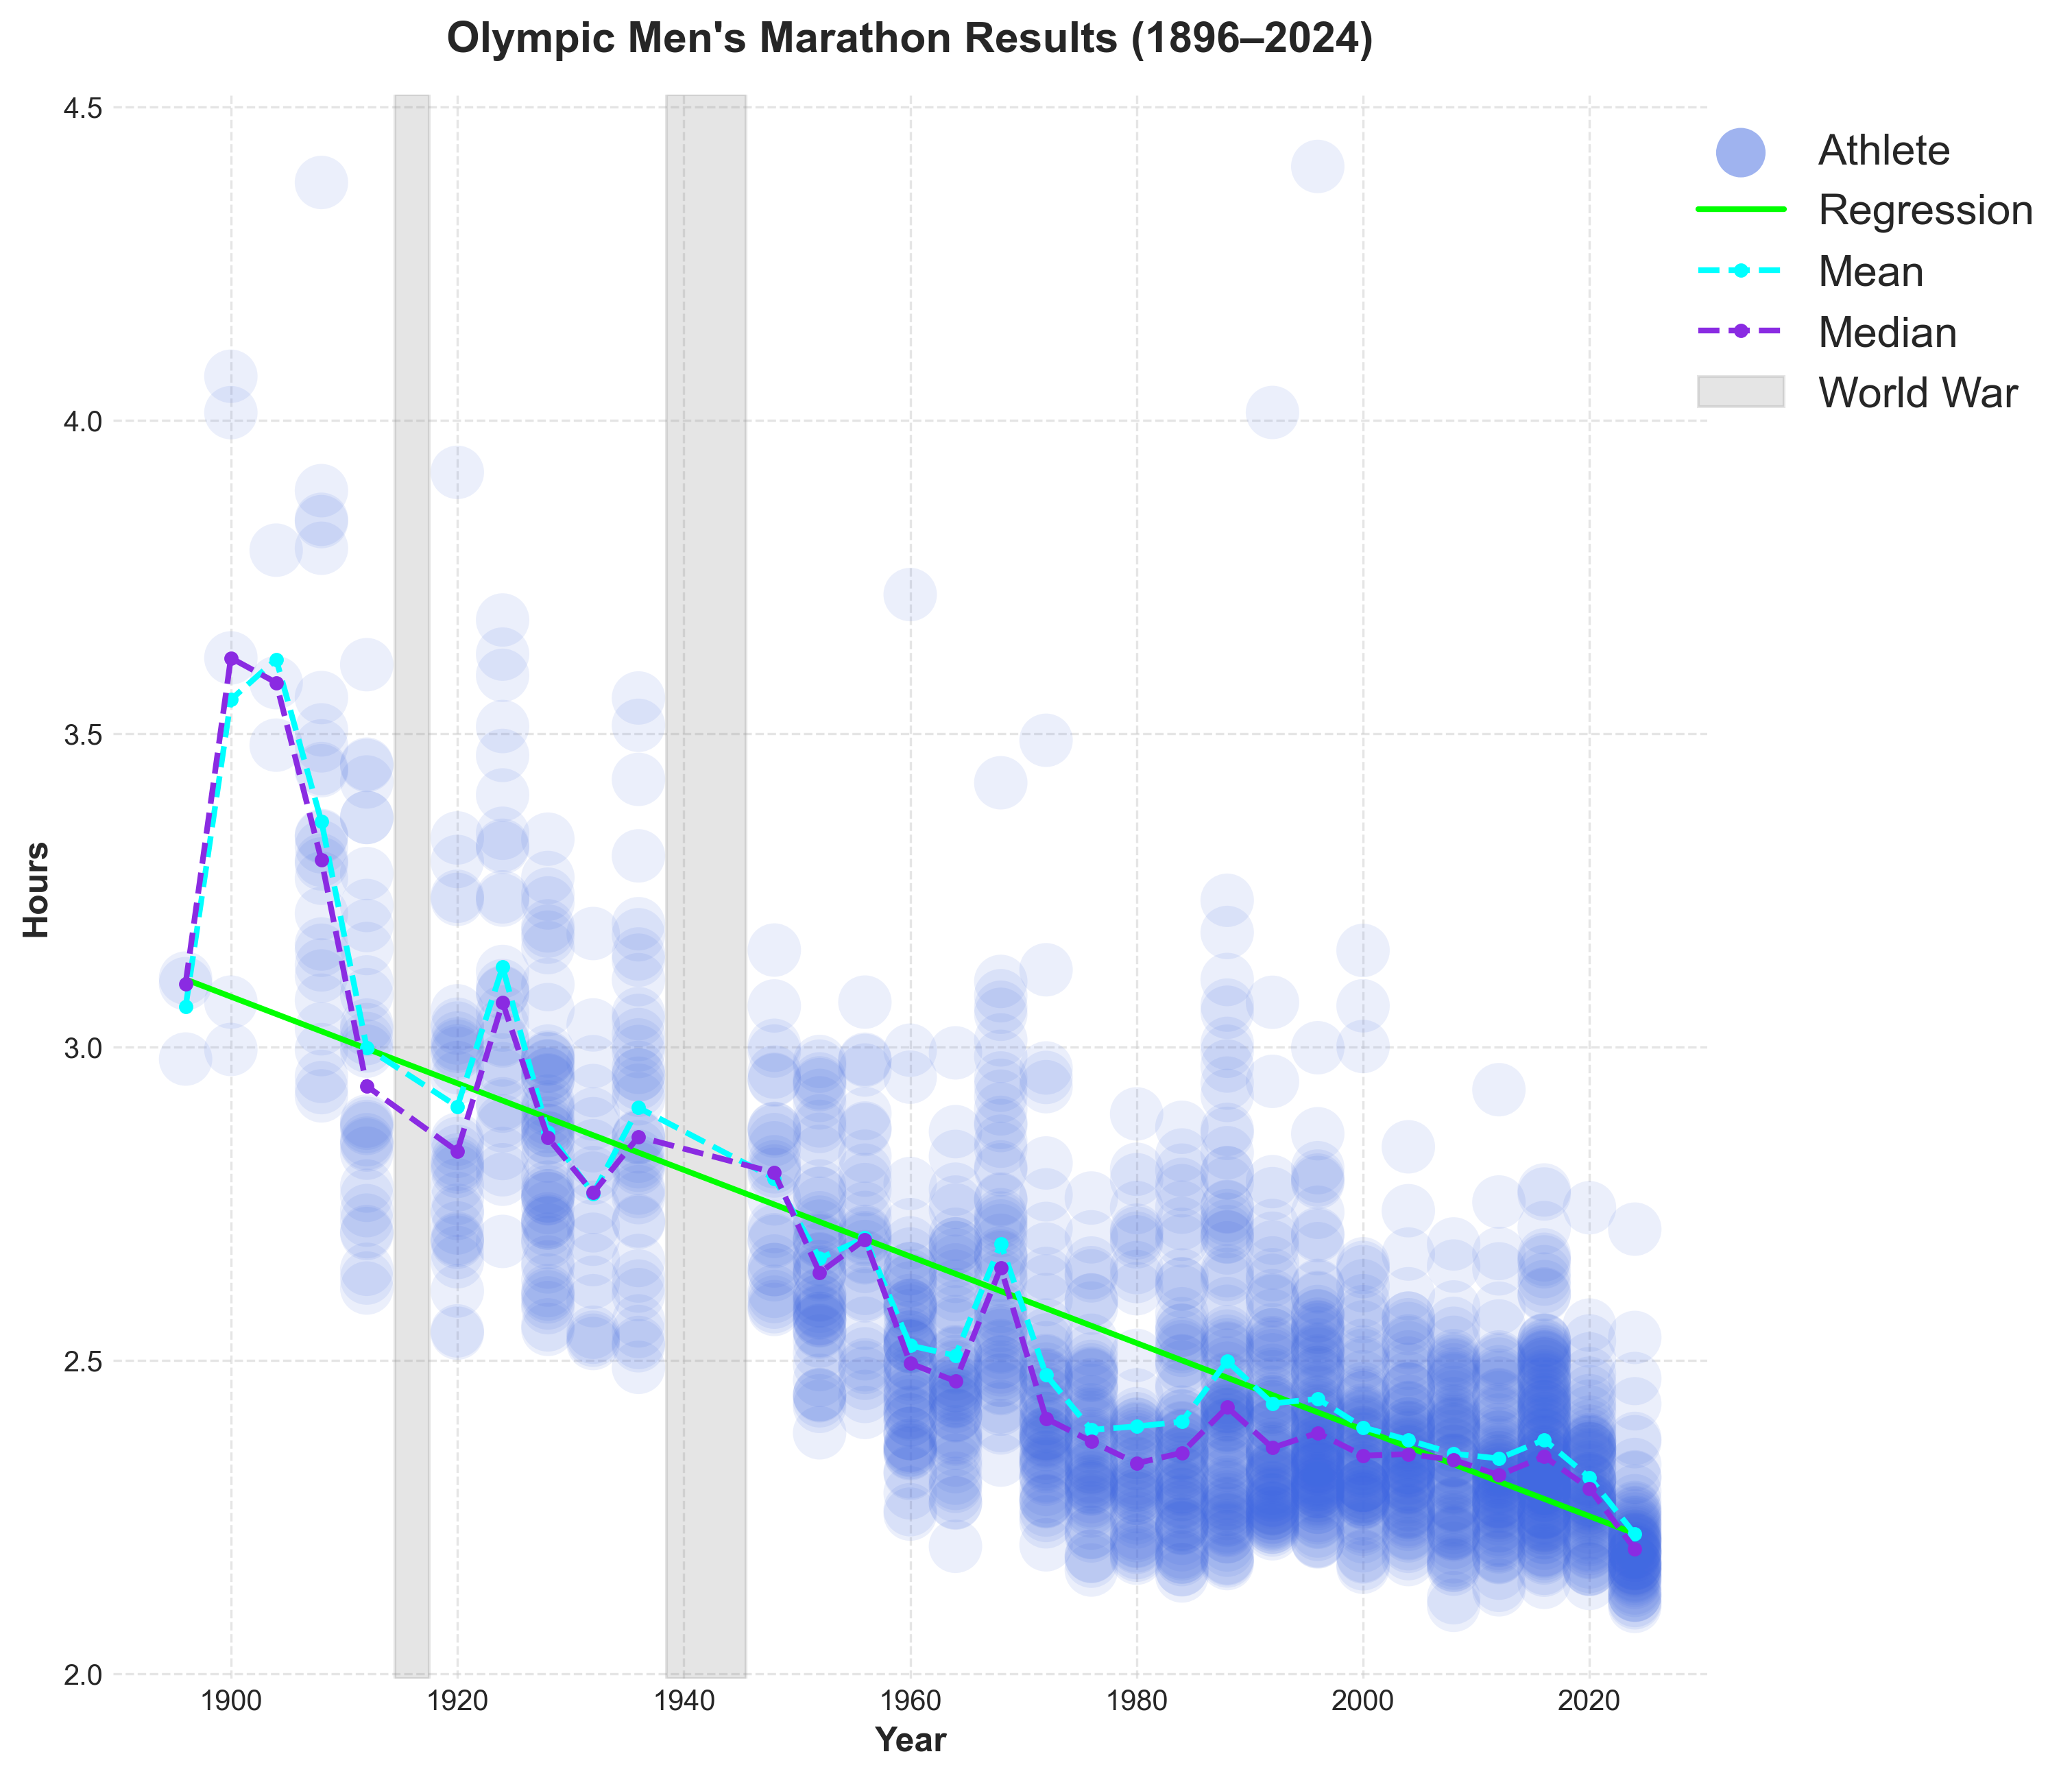 Olympic Men's Marathon Results (1896–2024)
4.5
4.0
3.5
3.0
2.5
2.0
Hours
1900 1920 1940 1960 1980 2000 2020
Year
Athlete
Regression
Mean
Median
World War